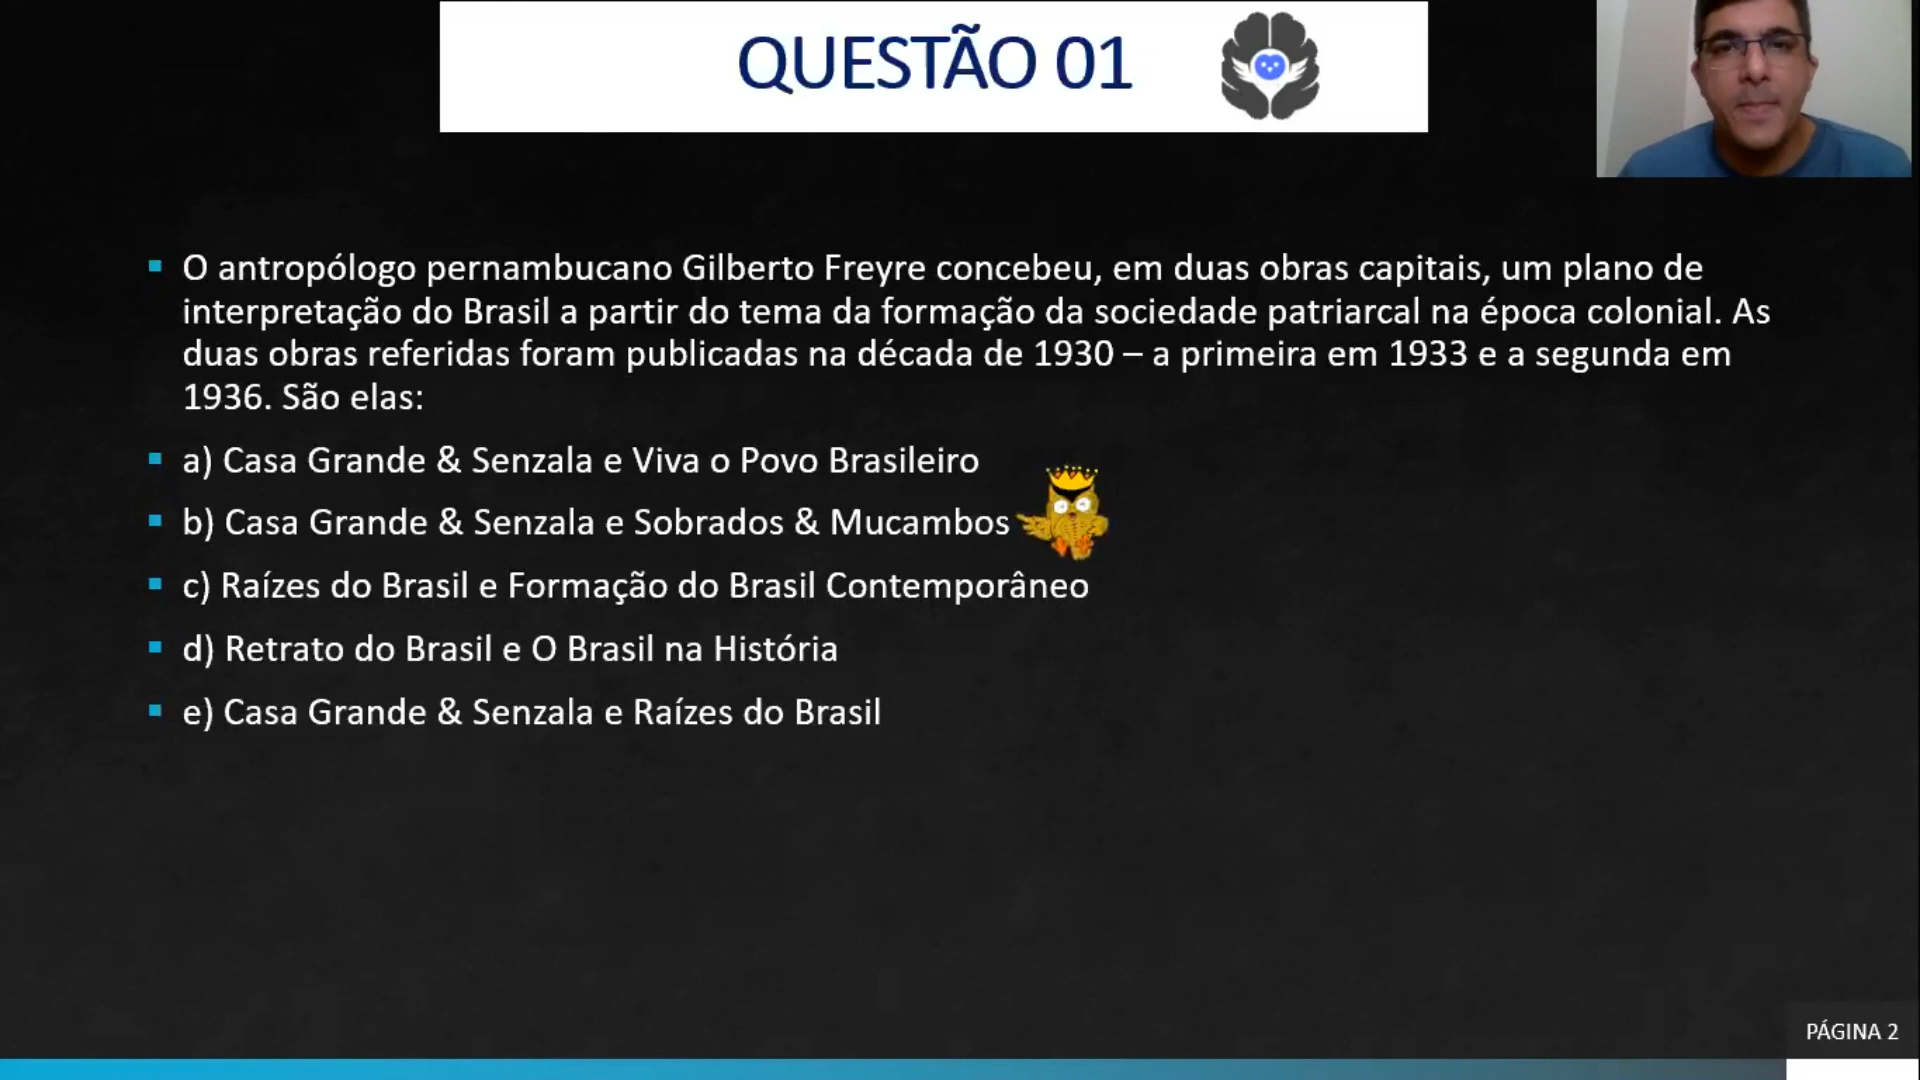 QUESTÃO 01
O antropólogo pernambucano Gilberto Freyre concebeu, em duas obras capitais, um plano de
interpretação do Brasil a partir do tema da formação da sociedade patriarcal na época colonial. As
duas obras referidas foram publicadas na década de 1930 – a primeira em 1933 e a segunda em
1936. São elas:
a) Casa Grande & Senzala e Viva o Povo Brasileiro
b) Casa Grande & Senzala e Sobrados & Mucambos
c) Raízes do Brasil e Formação do Brasil Contemporâneo
d) Retrato do Brasil e O Brasil na História
e) Casa Grande & Senzala e Raízes do Brasil
PÁGINA 2